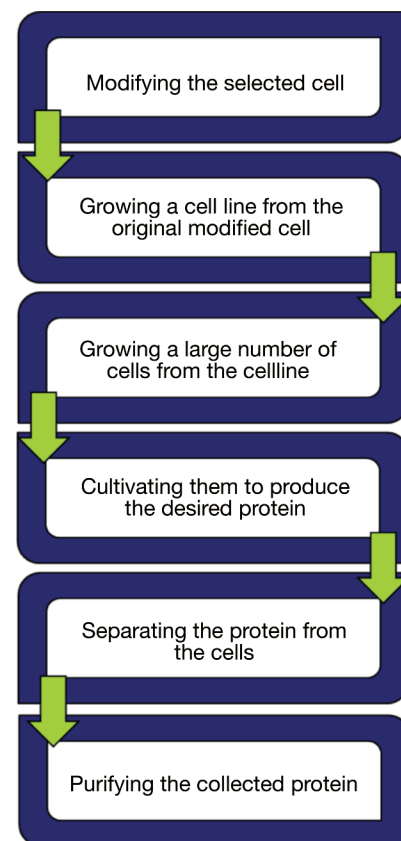 Modifying the selected cell
Growing a cell line from the
original modified cell
Growing a large number of
cells from the cellline
Cultivating them to produce
the desired protein
Separating the protein from
the cells
Purifying the collected protein